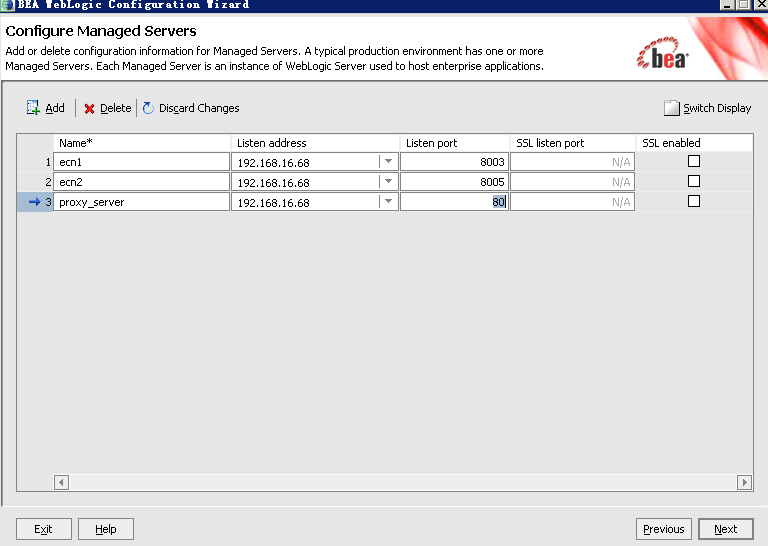 BEA WebLogic Configuration Wizard
Configure Managed Servers
Add or delete configuration information for Managed Servers. A typical production environment has one or more
Managed Servers. Each Managed Server is an instance of WebLogic Server used to host enterprise applications.
bea
Add Delete Discard Changes Switch Display
Name* Listen address Listen port SSL listen port SSL enabled
1 ecn1 192.168.16.68 8003 N/A
2 ecn2 192.168.16.68 8005 N/A
3 proxy_server 192.168.16.68 80 N/A
Exit Help Previous Next